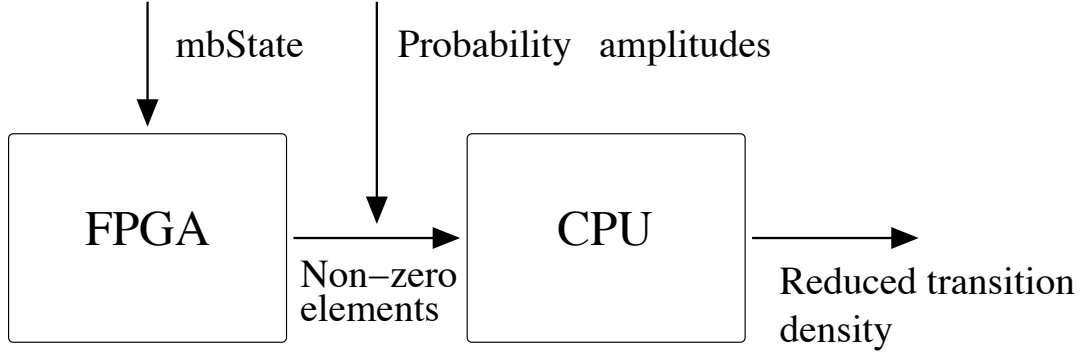 mbState
Probability amplitudes
FPGA
CPU
Non−zero
elements
Reduced transition
density